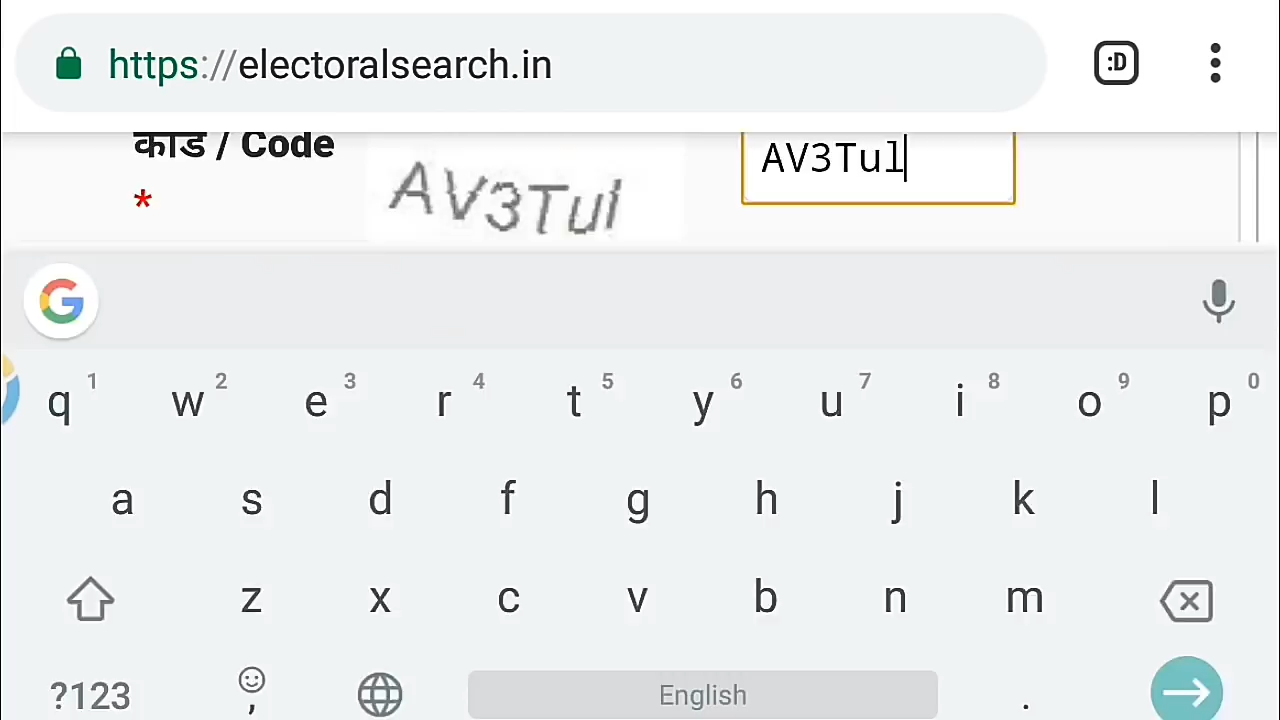 https://electoralsearch.in
:D
कोड / Code
AV3Tul
AV3Tul
*
G
q 1 w 2 e 3 r 4 t 5 y 6 u 7 i 8 o 9 p 0
a s d f g h j k l
z x c v b n m
?123 , English .